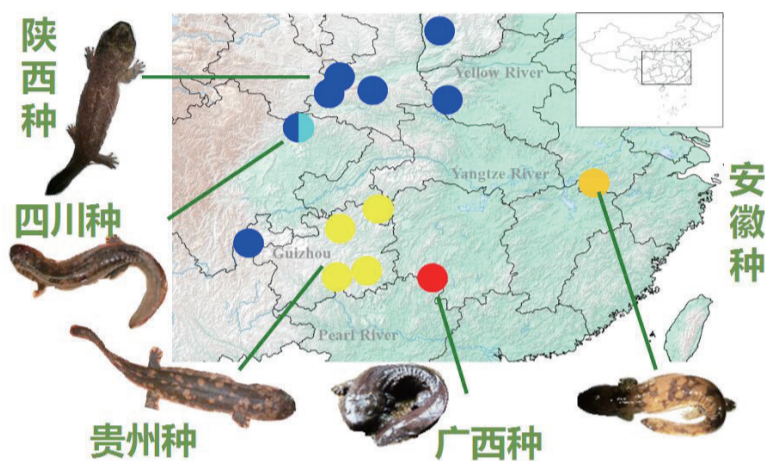 陕西种
Yellow River
Yangtze River
安徽种
四川种
Guizhou
Pearl River
贵州种
广西种